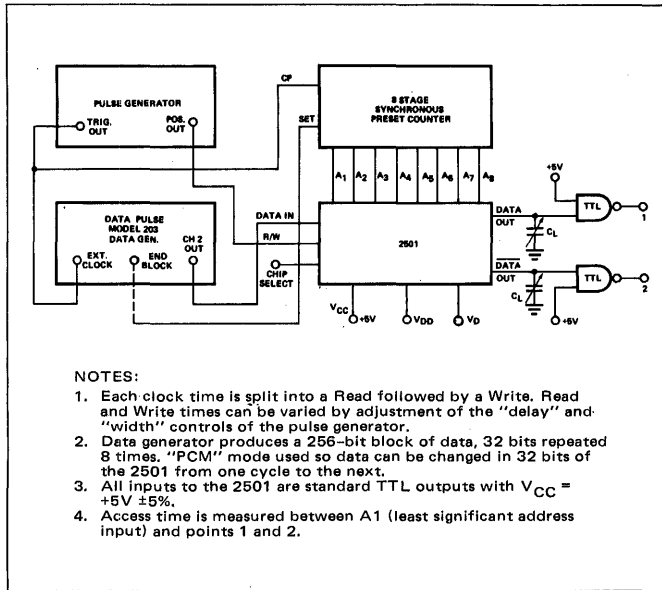 PULSE GENERATOR
TRIG. OUT
POS. OUT
CP
SET
8 STAGE
SYNCHRONOUS
PRESET COUNTER
A1 A2 A3 A4 A5 A6 A7 A8
DATA PULSE
MODEL 203
DATA GEN.
EXT. CLOCK
END BLOCK
CH 2 OUT
DATA IN
R/W
CHIP SELECT
2501
DATA OUT
DATA OUT
CL
CL
+5V
+5V
TTL
TTL
1
2
VCC +5V
VDD
VD
NOTES:
1. Each clock time is split into a Read followed by a Write. Read
and Write times can be varied by adjustment of the "delay" and
"width" controls of the pulse generator.
2. Data generator produces a 256-bit block of data, 32 bits repeated
8 times. "PCM" mode used so data can be changed in 32 bits of
the 2501 from one cycle to the next.
3. All inputs to the 2501 are standard TTL outputs with VCC =
+5V ±5%.
4. Access time is measured between A1 (least significant address
input) and points 1 and 2.